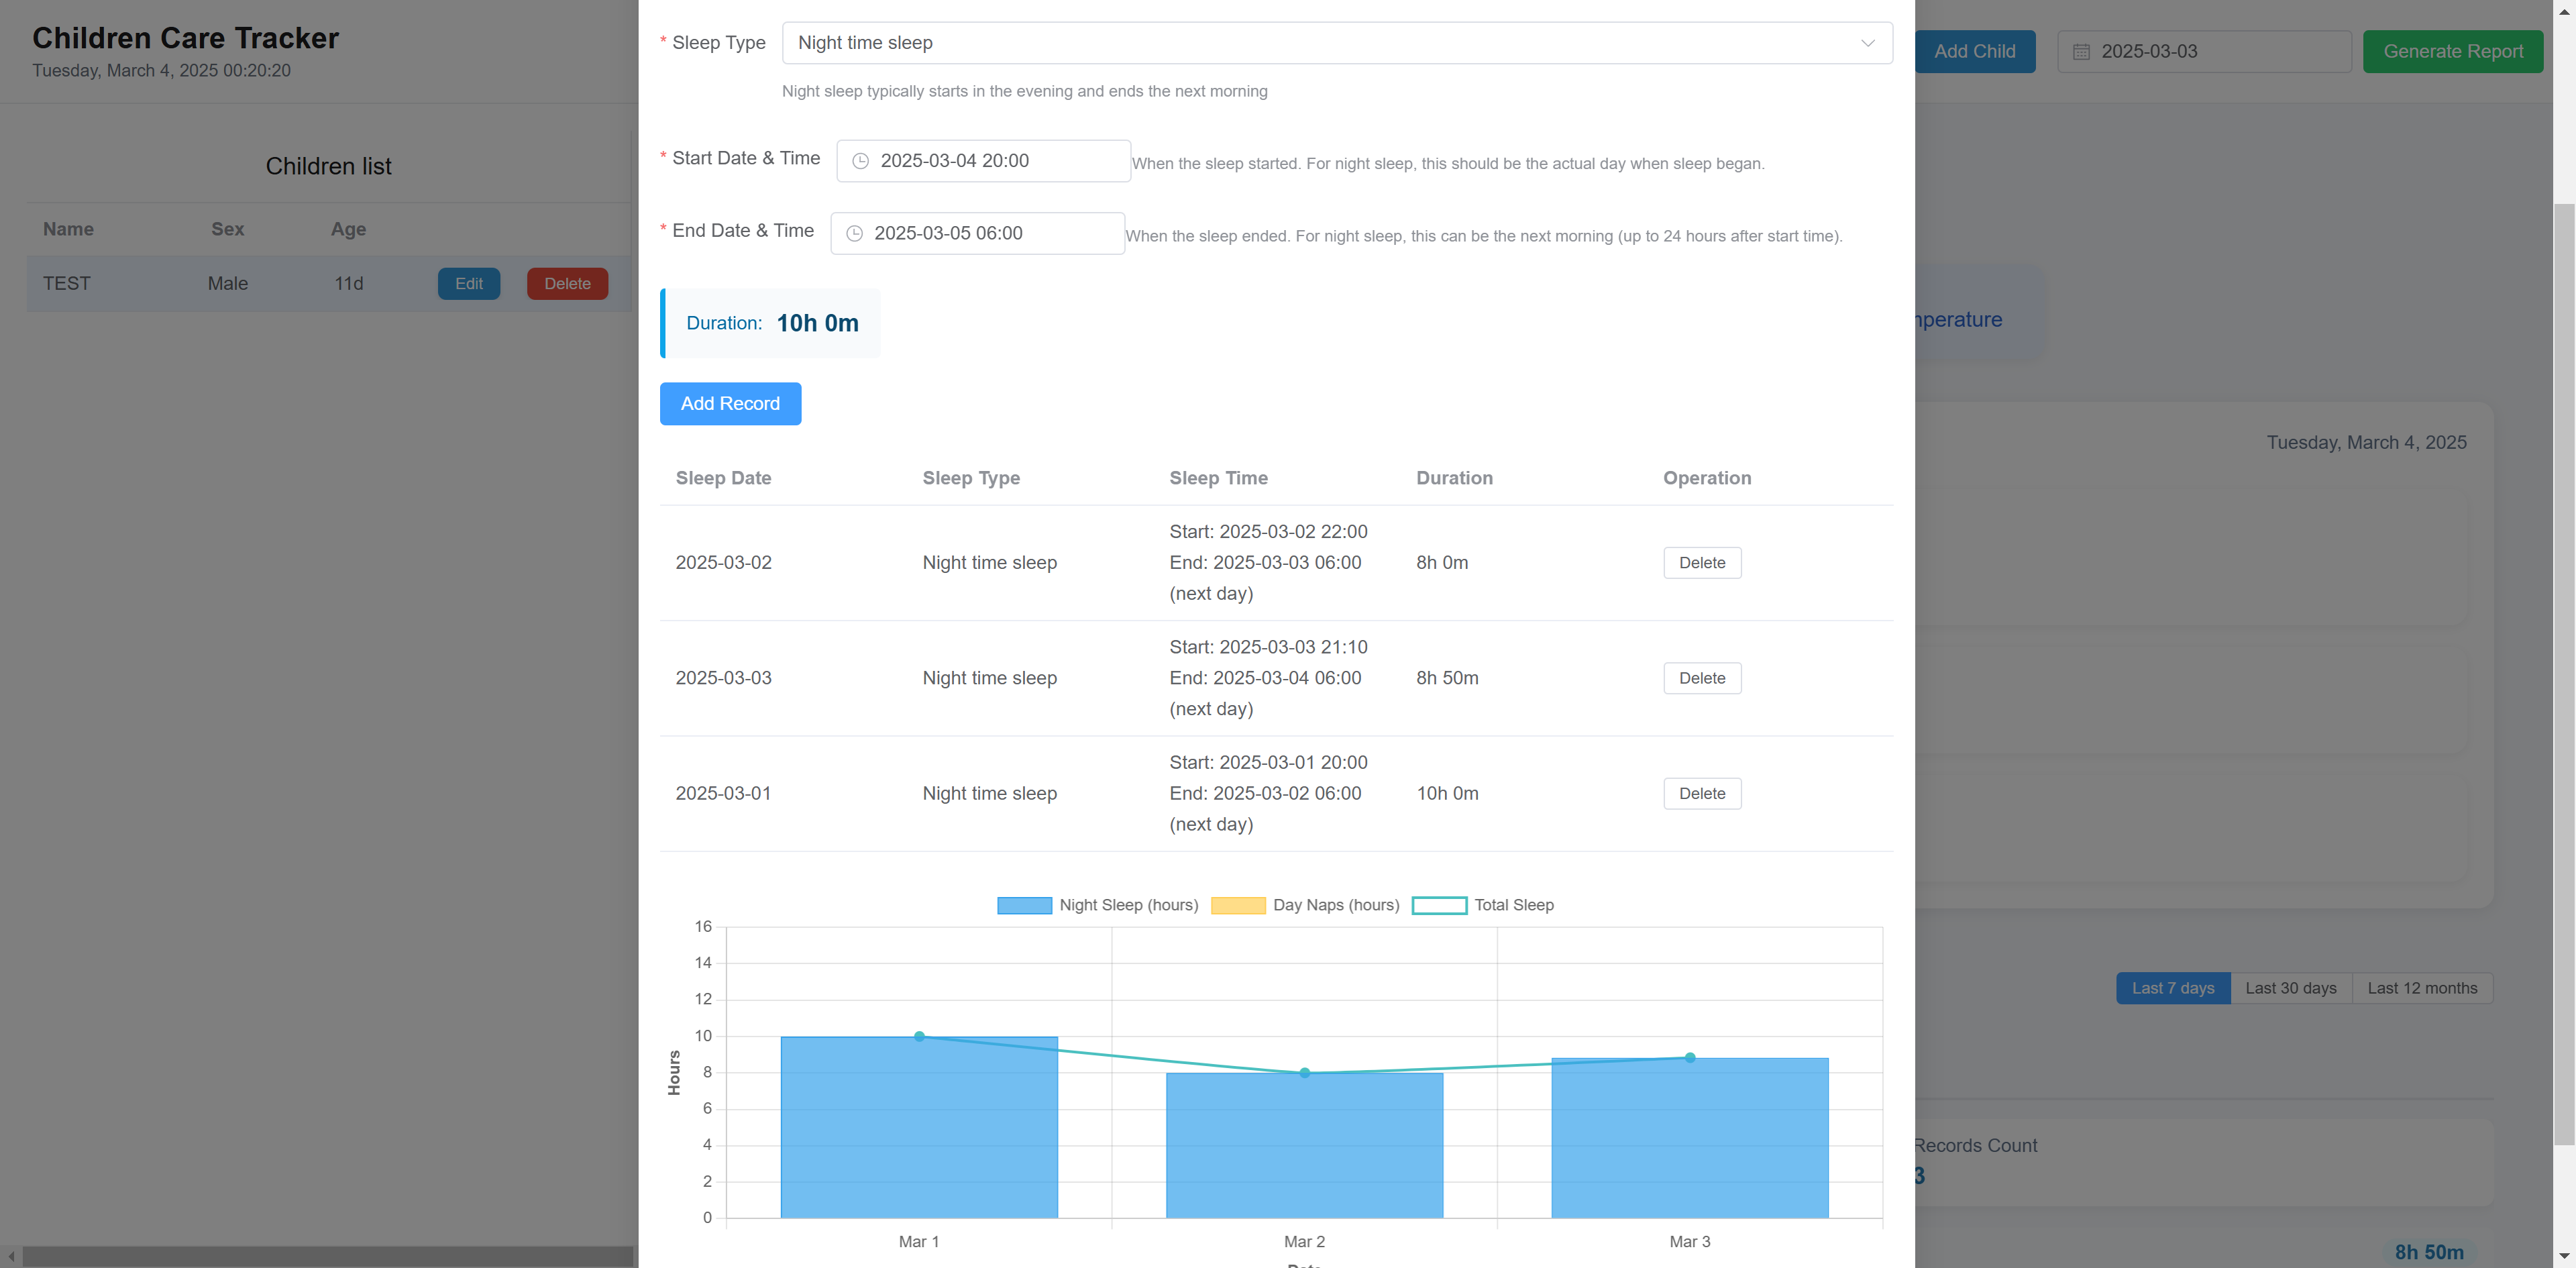 Children Care Tracker
Tuesday, March 4, 2025 00:20:20
Add Child
2025-03-03
Generate Report
Children list
Name Sex Age
TEST Male 11d Edit Delete
* Sleep Type Night time sleep
Night sleep typically starts in the evening and ends the next morning
* Start Date & Time 2025-03-04 20:00 When the sleep started. For night sleep, this should be the actual day when sleep began.
* End Date & Time 2025-03-05 06:00 When the sleep ended. For night sleep, this can be the next morning (up to 24 hours after start time).
Duration: 10h 0m
Add Record
Sleep Date Sleep Type Sleep Time Duration Operation
Start: 2025-03-02 22:00
2025-03-02 Night time sleep End: 2025-03-03 06:00 8h 0m Delete
(next day)
Start: 2025-03-03 21:10
2025-03-03 Night time sleep End: 2025-03-04 06:00 8h 50m Delete
(next day)
Start: 2025-03-01 20:00
2025-03-01 Night time sleep End: 2025-03-02 06:00 10h 0m Delete
(next day)
Night Sleep (hours) Day Naps (hours) Total Sleep
16
14
12
10
8
6
4
2
0
Hours
Mar 1 Mar 2 Mar 3
mperature
Tuesday, March 4, 2025
Last 7 days Last 30 days Last 12 months
Records Count
3
8h 50m